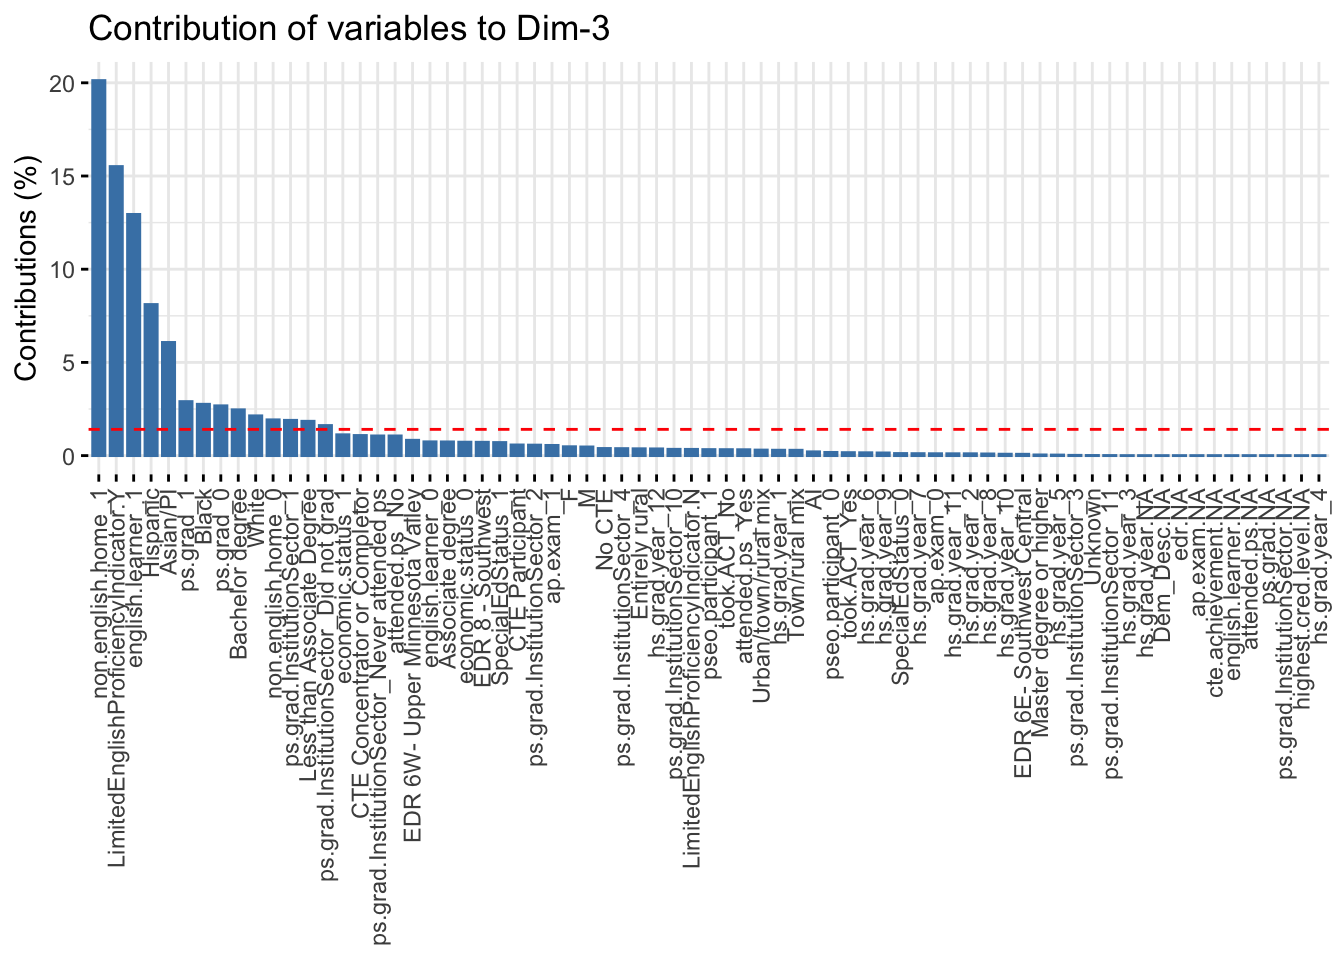 Contribution of variables to Dim-3
Contributions (%)
20
15
10
5
0
non.english.home_1
LimitedEnglishProficiencyIndicator.Y
english.learner_1
Hispanic
Asian/PI
ps.grad_1
Black
ps.grad_0
Bachelor degree
White
non.english.home_0
ps.grad.InstitutionSector_1
Less than Associate Degree
ps.grad.InstitutionSector_Did not grad
economic.status_1
CTE Concentrator or Completor
ps.grad.InstitutionSector_Never attended ps
attended.ps_No
EDR 6W- Upper Minnesota Valley
english.learner_0
Associate degree
economic.status_0
EDR 8 - Southwest
SpecialEdStatus_1
CTE Participant
ps.grad.InstitutionSector_2
ap.exam_1
F
M
No CTE
ps.grad.InstitutionSector_4
Entirely rural
hs.grad.year_12
ps.grad.InstitutionSector_10
LimitedEnglishProficiencyIndicator.N
pseo.participant_1
took.ACT_No
attended.ps_Yes
Urban/town/rural mix
hs.grad.year_1
Town/rural mix
AI
pseo.participant_0
took.ACT_Yes
hs.grad.year_6
hs.grad.year_9
SpecialEdStatus_0
hs.grad.year_7
ap.exam_0
hs.grad.year_11
hs.grad.year_2
hs.grad.year_8
hs.grad.year_10
EDR 6E- Southwest Central
Master degree or higher
hs.grad.year_5
ps.grad.InstitutionSector_3
Unknown
ps.grad.InstitutionSector_11
hs.grad.year_3
hs.grad.year.NA
Dem_Desc.NA
edr.NA
ap.exam.NA
cte.achievement.NA
english.learner.NA
attended.ps.NA
ps.grad.NA
ps.grad.InstitutionSector.NA
highest.cred.level.NA
hs.grad.year_4